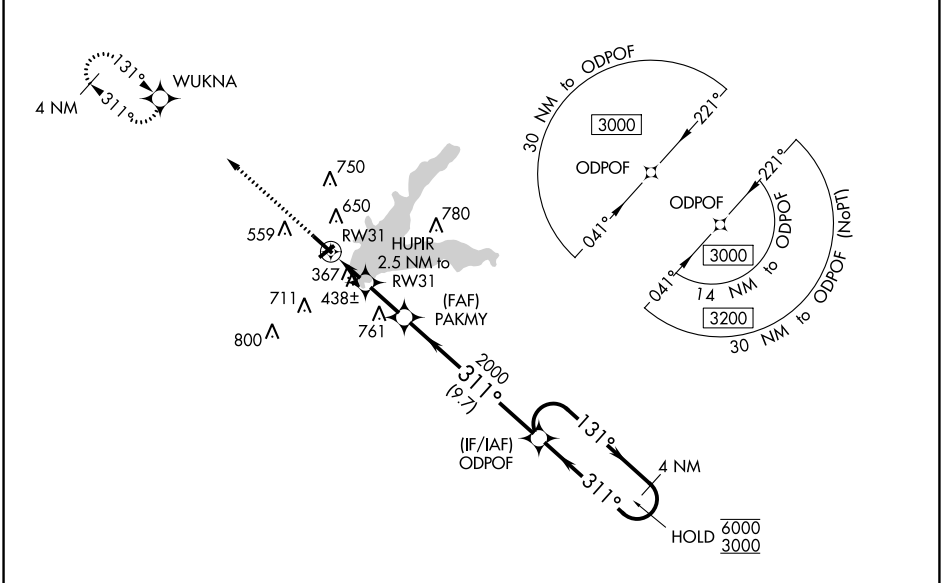 131°
311°
4 NM
WUKNA
750
650
559
780
RW31
HUPIR
2.5 NM to
RW31
367
438±
711
800
761
(FAF)
PAKMY
2000
311°
(9.7)
(IF/IAF)
ODPOF
131°
311°
4 NM
HOLD 6000
3000
30 NM to ODPOF
3000
221°
ODPOF
041°
221°
ODPOF
041°
3000
14 NM to ODPOF
3200
30 NM to ODPOF (NoPT)